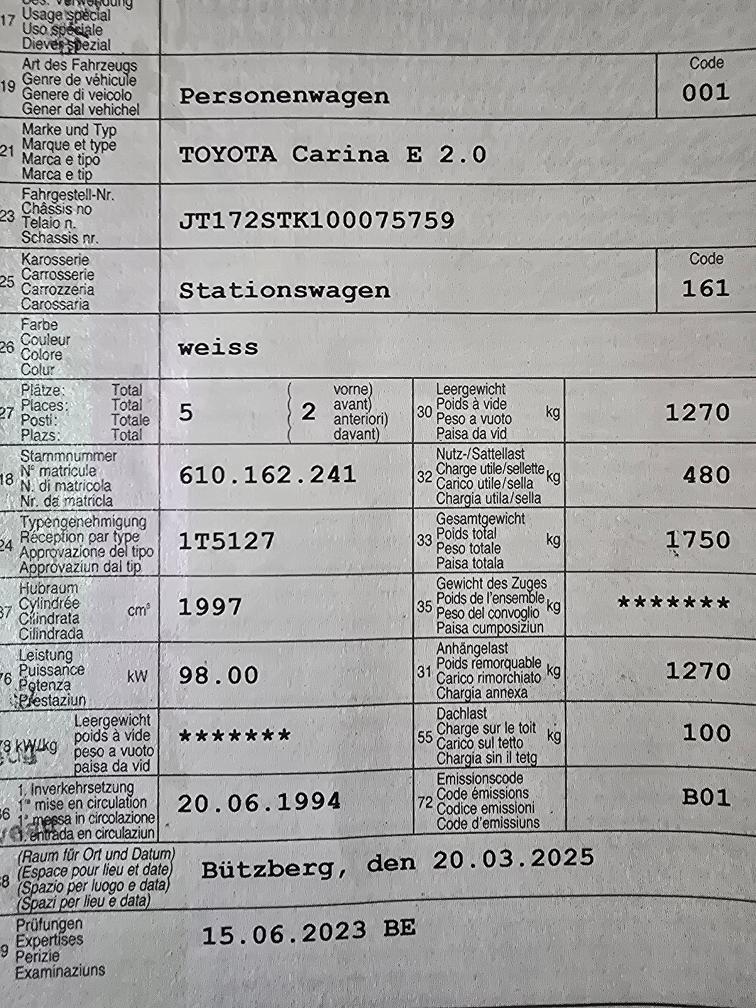 17 Usage spécial
Uso speciale
Diever spezial
19 Art des Fahrzeugs
Genre de véhicule
Genere di veicolo
Gener dal vehichel
Personenwagen
Code
001
21 Marke und Typ
Marque et type
Marca e tipo
Marca e tip
TOYOTA Carina E 2.0
23 Fahrgestell-Nr.
Châssis no
Telaio n.
Schassis nr.
JT172STK100075759
25 Karosserie
Carrosserie
Carrozzeria
Carossaria
Stationswagen
Code
161
26 Farbe
Couleur
Colore
Colur
weiss
27 Plätze: Total
Places: Total
Posti: Totale
Plazs: Total
5
2
vorne)
avant)
anteriori)
davant)
30 Leergewicht
Poids à vide
Peso a vuoto
Paisa da vid
kg
1270
18 Stammnummer
N° matricule
N. di matricola
Nr. da matricla
610.162.241
32 Nutz-/Sattellast
Charge utile/sellette
Carico utile/sella
Chargia utila/sella
kg
480
24 Typengenehmigung
Réception par type
Approvazione del tipo
Approvaziun dal tip
1T5127
33 Gesamtgewicht
Poids total
Peso totale
Paisa totala
kg
1750
37 Hubraum
Cylindrée
Cilindrata
Cilindrada
cm³
1997
35 Gewicht des Zuges
Poids de l'ensemble
Peso del convoglio
Paisa cumposiziun
kg
*******
76 Leistung
Puissance
Potenza
Prestaziun
kW
98.00
31 Anhängelast
Poids remorquable
Carico rimorchiato
Chargia annexa
kg
1270
78 kW/kg
Leergewicht
poids à vide
peso a vuoto
paisa da vid
*******
55 Dachlast
Charge sur le toit
Carico sul tetto
Chargia sin il tetg
kg
100
36 1. Inverkehrsetzung
1re mise en circulation
1a messa in circolazione
1. entrada en circulaziun
20.06.1994
72 Emissionscode
Code émissions
Codice emissioni
Code d'emissiuns
B01
8 (Raum für Ort und Datum)
(Espace pour lieu et date)
(Spazio per luogo e data)
(Spazi per lieu e data)
Bützberg, den 20.03.2025
9 Prüfungen
Expertises
Perizie
Examinaziuns
15.06.2023 BE